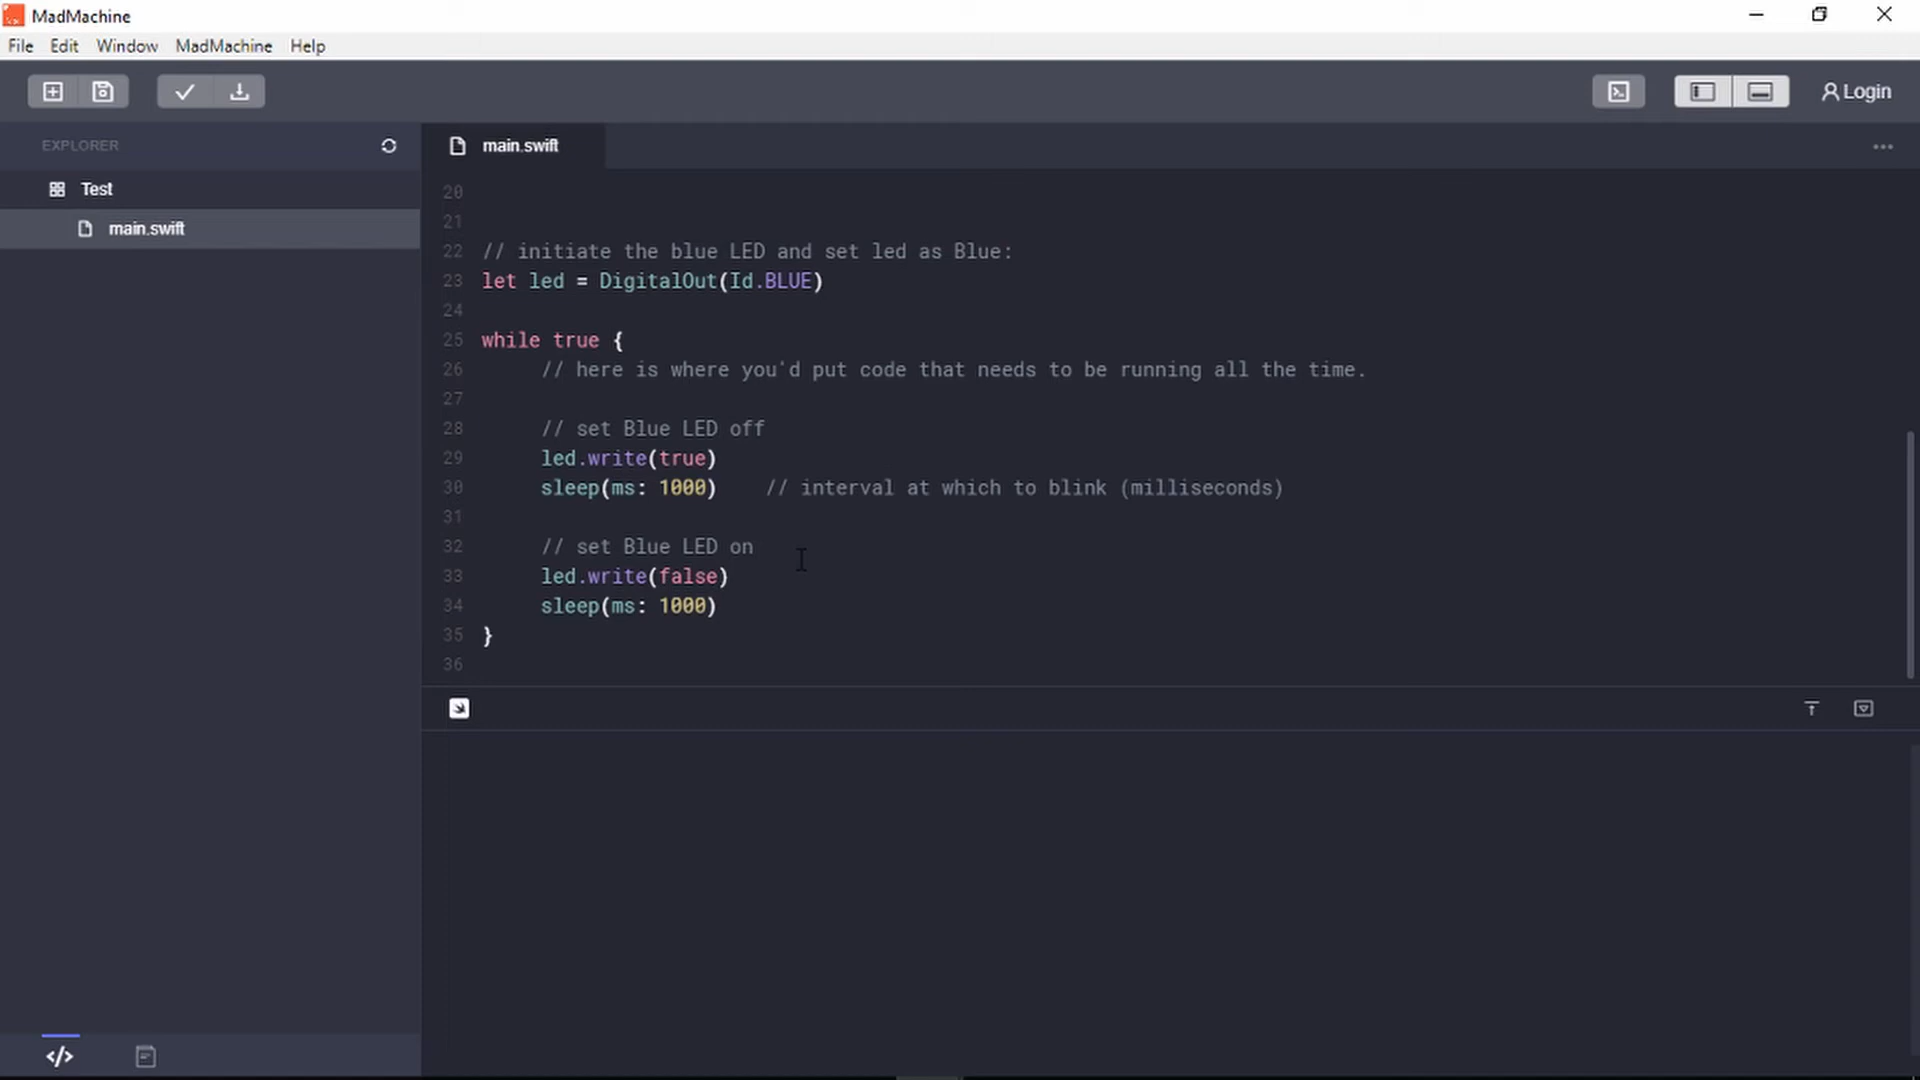 MadMachine
File Edit Window MadMachine Help
Login
EXPLORER
main.swift
Test
main.swift
20
21
22 // initiate the blue LED and set led as Blue:
23 let led = DigitalOut(Id.BLUE)
24
25 while true {
26 // here is where you'd put code that needs to be running all the time.
27
28 // set Blue LED off
29 led.write(true)
30 sleep(ms: 1000) // interval at which to blink (milliseconds)
31
32 // set Blue LED on
33 led.write(false)
34 sleep(ms: 1000)
35 }
36